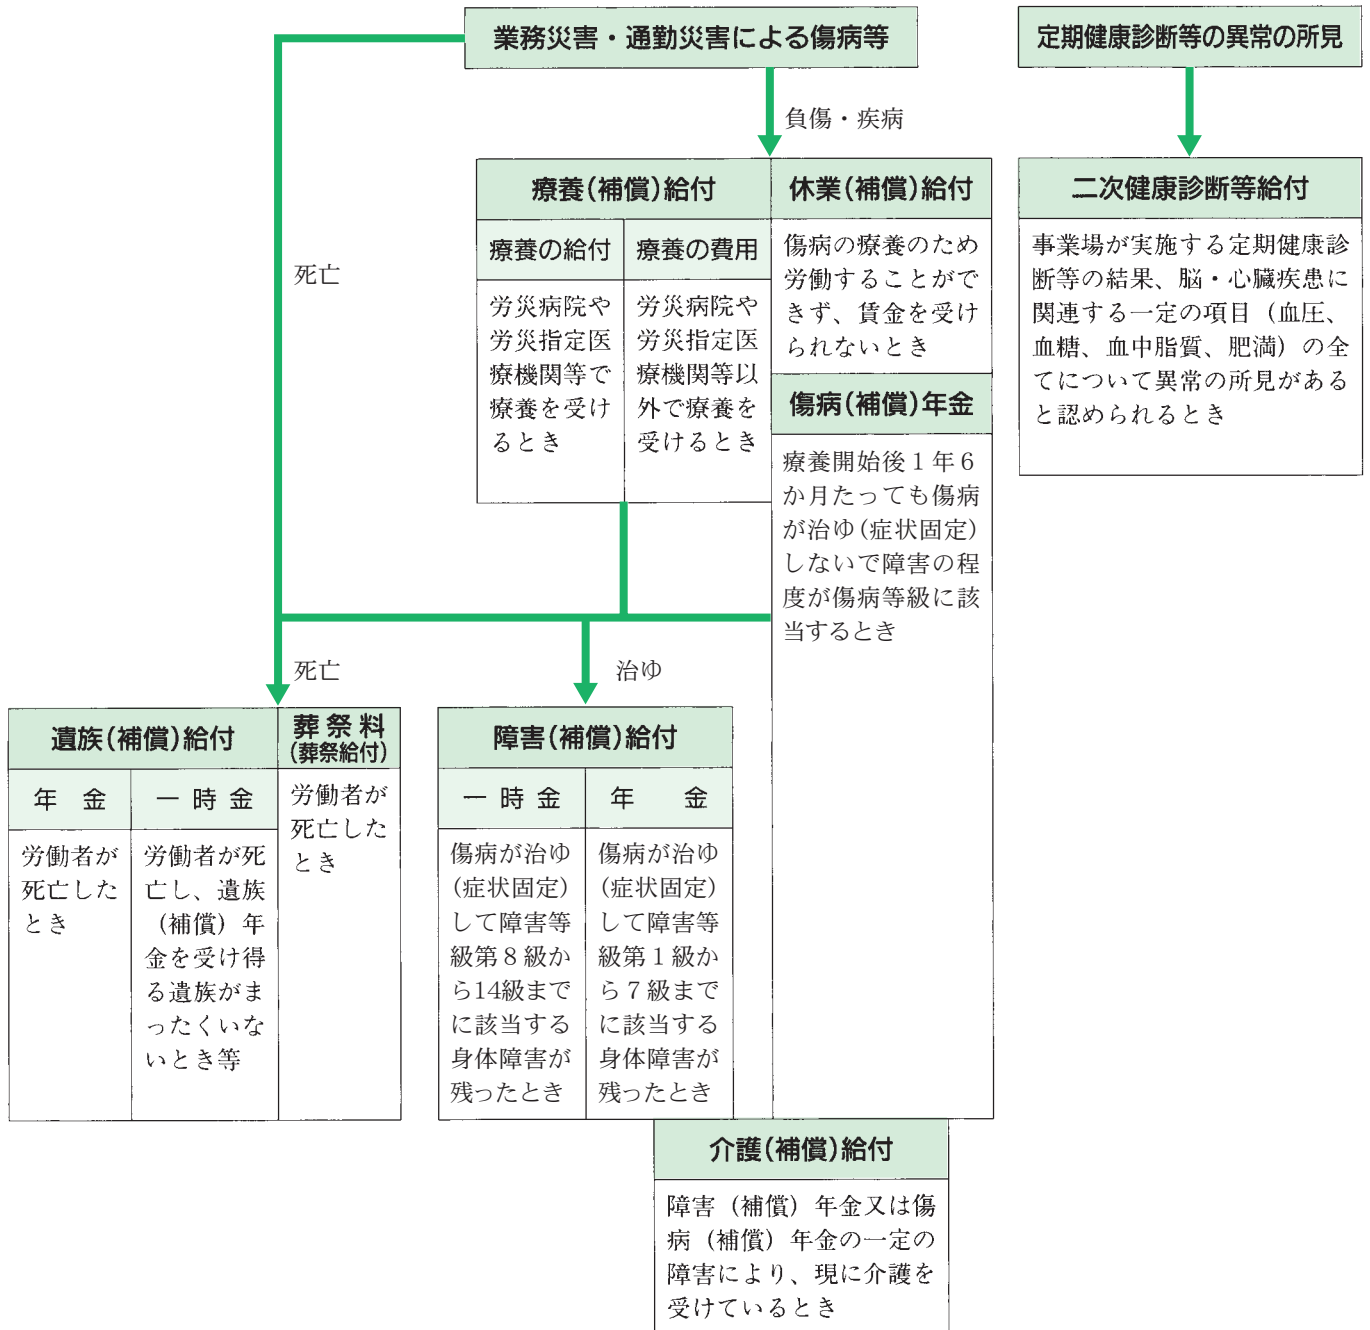 業務災害・通勤災害による傷病等
定期健康診断等の異常の所見
負傷・疾病
死亡
療養(補償)給付
療養の給付
労災病院や
労災指定医
療機関等で
療養を受け
るとき
療養の費用
労災病院や
労災指定医
療機関等以
外で療養を
受けるとき
休業(補償)給付
傷病の療養のため
労働することがで
きず、賃金を受け
られないとき
傷病(補償)年金
療養開始後1年6
か月たっても傷病
が治ゆ(症状固定)
しないで障害の程
度が傷病等級に該
当するとき
二次健康診断等給付
事業場が実施する定期健康診
断等の結果、脳・心臓疾患に
関連する一定の項目（血圧、
血糖、血中脂質、肥満）の全
てについて異常の所見がある
と認められるとき
死亡
治ゆ
遺族(補償)給付
年金
労働者が
死亡した
とき
一時金
労働者が死
亡し、遺族
（補償）年
金を受け得
る遺族がま
ったくいな
いとき等
葬祭料
(葬祭給付)
労働者が
死亡した
とき
障害(補償)給付
一時金
傷病が治ゆ
(症状固定)
して障害等
級第８級か
ら14級まで
に該当する
身体障害が
残ったとき
年金
傷病が治ゆ
(症状固定)
して障害等
級第１級か
ら７級まで
に該当する
身体障害が
残ったとき
介護(補償)給付
障害（補償）年金又は傷
病（補償）年金の一定の
障害により、現に介護を
受けているとき